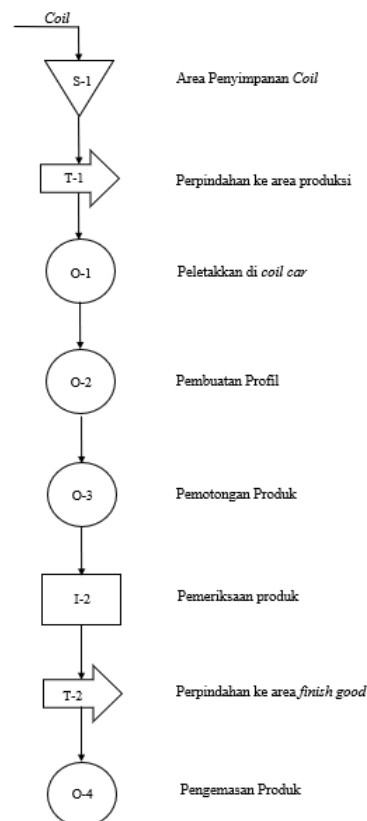 Coil
S-1 Area Penyimpanan Coil
T-1 Perpindahan ke area produksi
O-1 Peletakkan di coil car
O-2 Pembuatan Profil
O-3 Pemotongan Produk
I-2 Pemeriksaan produk
T-2 Perpindahan ke area finish good
O-4 Pengemasan Produk